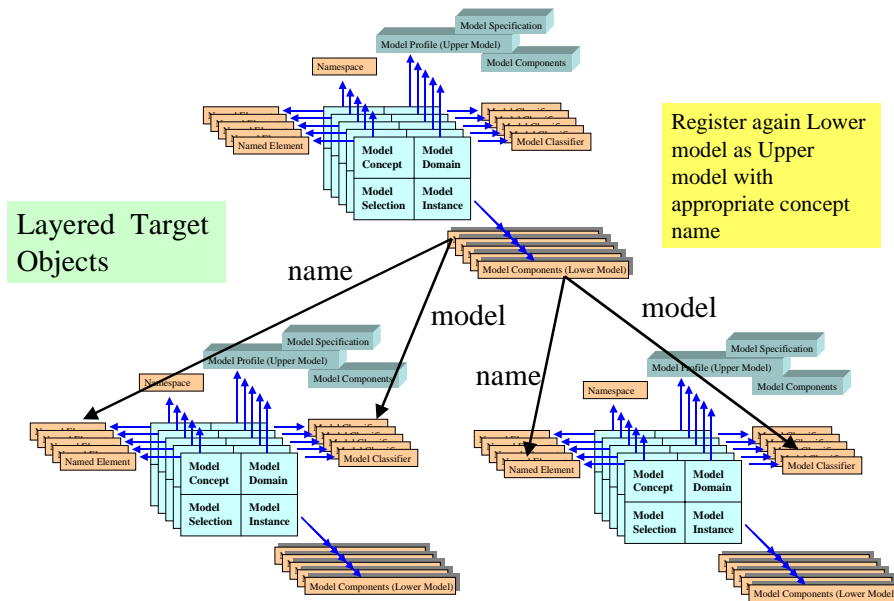 Model Specification
Model Profile (Upper Model)
Model Components
Namespace
Named Element
Model Classifier
Model Concept
Model Domain
Model Selection
Model Instance
Model Components (Lower Model)
Register again Lower
model as Upper
model with
appropriate concept
name
Layered Target
Objects
name
model
name
model
Model Specification
Model Profile (Upper Model)
Model Components
Namespace
Named Element
Model Classifier
Model Concept
Model Domain
Model Selection
Model Instance
Model Components (Lower Model)
Model Specification
Model Profile (Upper Model)
Model Components
Namespace
Named Element
Model Classifier
Model Concept
Model Domain
Model Selection
Model Instance
Model Components (Lower Model)